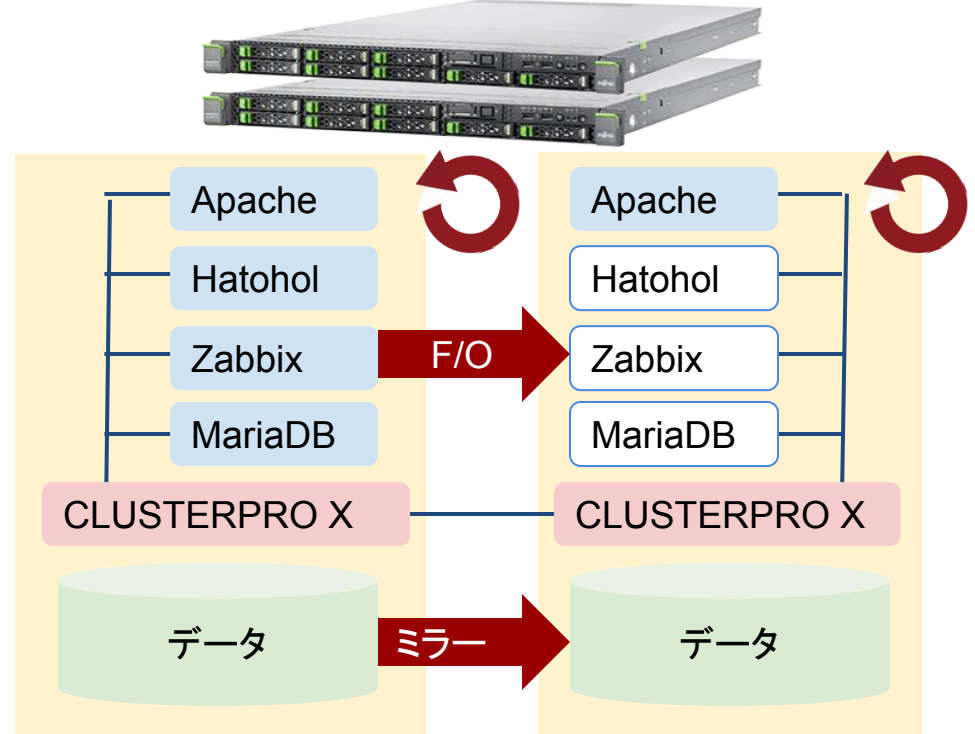 Apache
Hatohol
Zabbix
MariaDB
CLUSTERPRO X
データ
F/O
ミラー
Apache
Hatohol
Zabbix
MariaDB
CLUSTERPRO X
データ